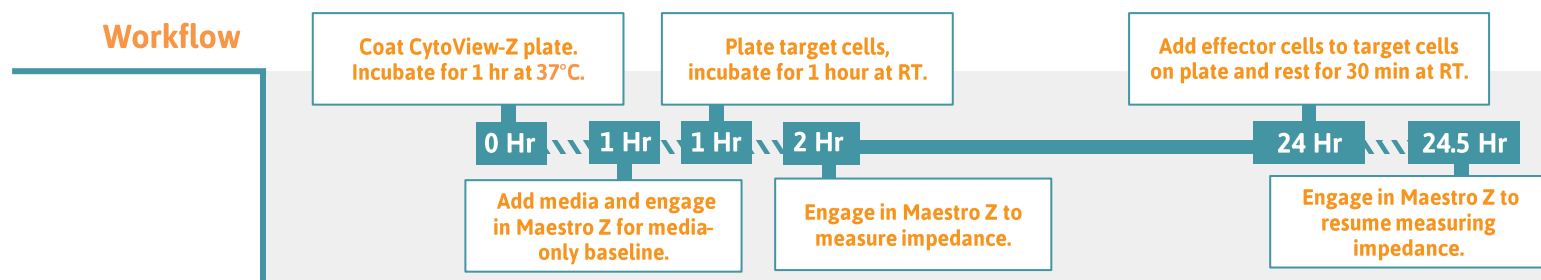 Workflow
Coat CytoView-Z plate.
Incubate for 1 hr at 37°C.
Plate target cells,
incubate for 1 hour at RT.
Add effector cells to target cells
on plate and rest for 30 min at RT.
0 Hr
1 Hr
1 Hr
2 Hr
24 Hr
24.5 Hr
Add media and engage
in Maestro Z for media-
only baseline.
Engage in Maestro Z to
measure impedance.
Engage in Maestro Z to
resume measuring
impedance.